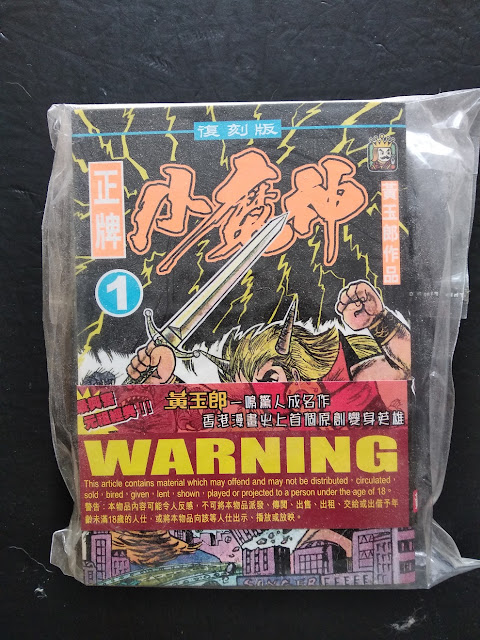 復刻版
正牌
小魔神
黃玉郎作品
1
黃玉郎一鳴驚人成名作
香港漫畫史上首個原創變身英雄
WARNING
This article contains material which may offend and may not be distributed﹐circulated﹐
sold﹐bired﹐given﹐lent﹐shown﹐played or projected to a person under the age of 18。
警告﹕本物品內容可能令人反感﹐不可將本物品派發、傳閱、出售、出租、交給或出借予年
齡未滿18歲的人仕﹐或將本物品向該等人仕出示、播放或放映。